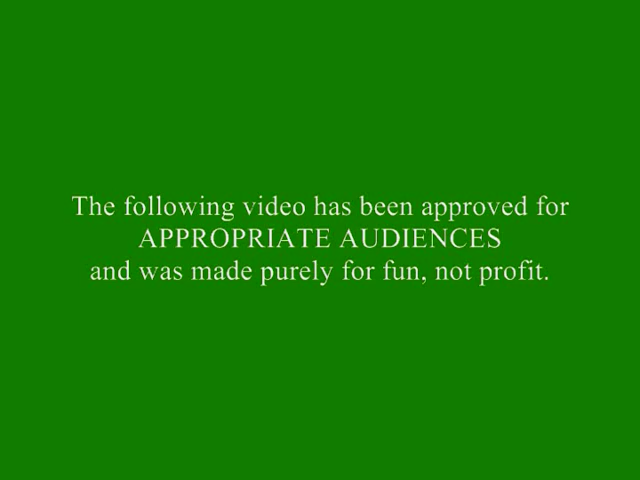 The following video has been approved for
APPROPRIATE AUDIENCES
and was made purely for fun, not profit.